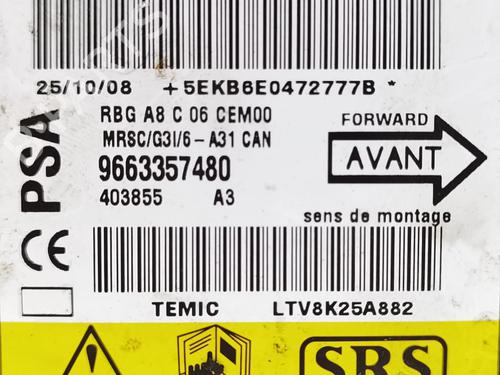 25/10/08 +5EKB6E0472777B *
RBG A8 C 06 CEM00
MRSC/G3I/6-A31 CAN
9663357480
403855 A3
PSA
CE
FORWARD
AVANT
sens de montage
TEMIC LTV8K25A882
SRS